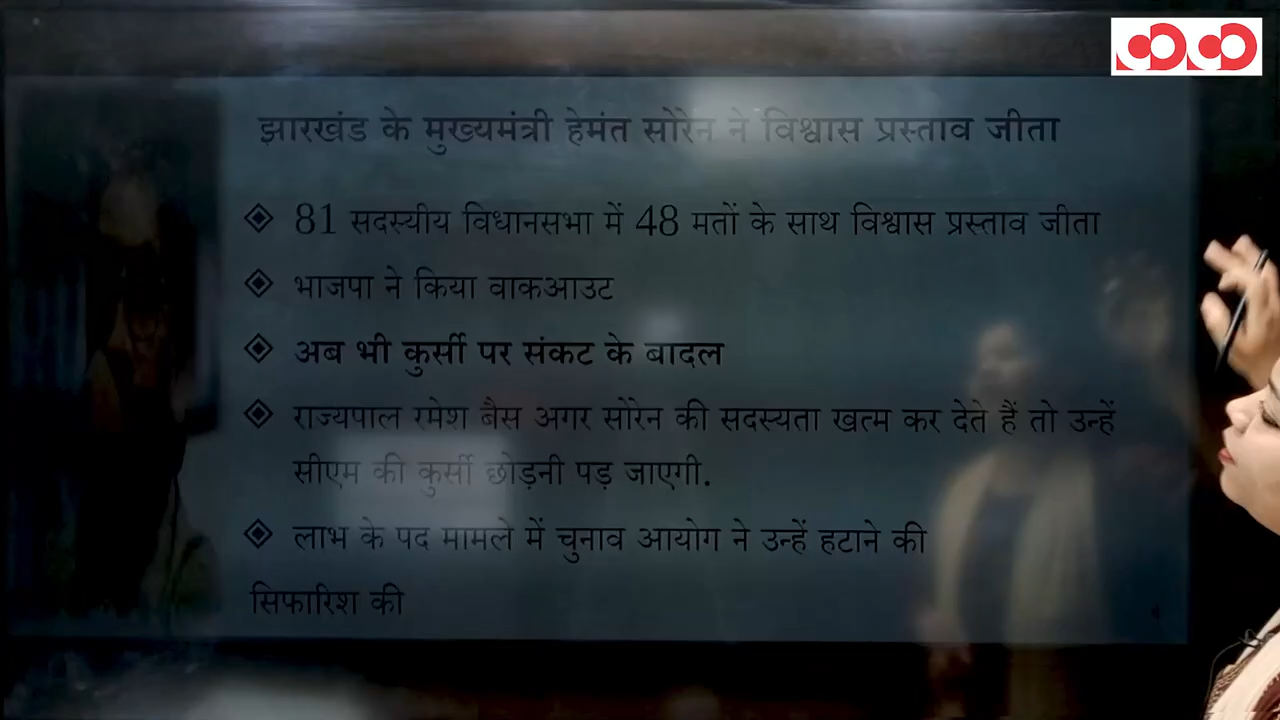 झारखंड के मुख्यमंत्री हेमंत सोरेन ने विश्वास प्रस्ताव जीता
81 सदस्यीय विधानसभा में 48 मतों के साथ विश्वास प्रस्ताव जीता
भाजपा ने किया वाकआउट
अब भी कुर्सी पर संकट के बादल
राज्यपाल रमेश बैस अगर सोरेन की सदस्यता खत्म कर देते हैं तो उन्हें
सीएम की कुर्सी छोड़नी पड़ जाएगी.
लाभ के पद मामले में चुनाव आयोग ने उन्हें हटाने की
सिफारिश की